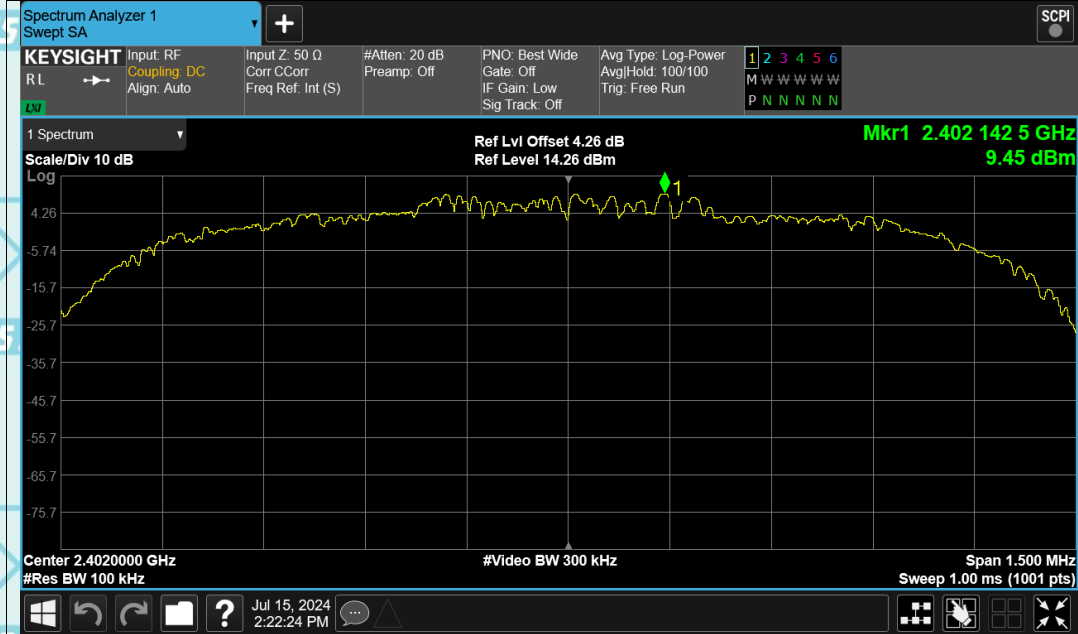 Spectrum Analyzer 1
Swept SA
+
SCPI
KEYSIGHT
R L
LXI
Input: RF
Coupling: DC
Align: Auto
Input Z: 50 Ω
Corr CCorr
Freq Ref: Int (S)
#Atten: 20 dB
Preamp: Off
PNO: Best Wide
Gate: Off
IF Gain: Low
Sig Track: Off
Avg Type: Log-Power
Avg|Hold: 100/100
Trig: Free Run
1 2 3 4 5 6
M W W W W W
P N N N N N
1 Spectrum
Scale/Div 10 dB
Ref Lvl Offset 4.26 dB
Ref Level 14.26 dBm
Mkr1 2.402 142 5 GHz
9.45 dBm
Log
1
4.26
-5.74
-15.7
-25.7
-35.7
-45.7
-55.7
-65.7
-75.7
Center 2.4020000 GHz
#Video BW 300 kHz
Span 1.500 MHz
#Res BW 100 kHz
Sweep 1.00 ms (1001 pts)
?
Jul 15, 2024
2:22:24 PM